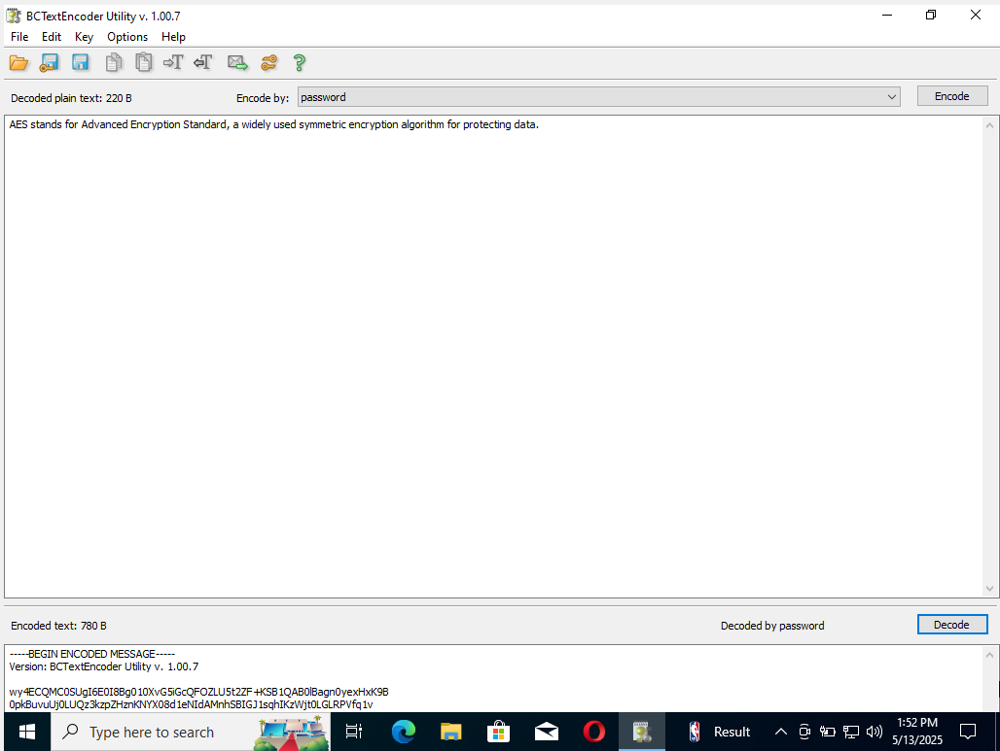 BCTextEncoder Utility v. 1.00.7
File Edit Key Options Help
Decoded plain text: 220 B Encode by: password Encode
AES stands for Advanced Encryption Standard, a widely used symmetric encryption algorithm for protecting data.
Encoded text: 780 B Decoded by password Decode
-----BEGIN ENCODED MESSAGE-----
Version: BCTextEncoder Utility v. 1.00.7
wy4ECQMC0SUgI6E0I8Bg010XvG5iGcQFOZLU5t2ZF+KSB1QAB0lBagn0yexHxK9B
0pkBuvuUj0LUQz3kzpZHznKNYX08d1eNIdAMnhSBIGJ1sqhIKzWjt0LGLRPVfq1v
Type here to search Result 1:52 PM
5/13/2025